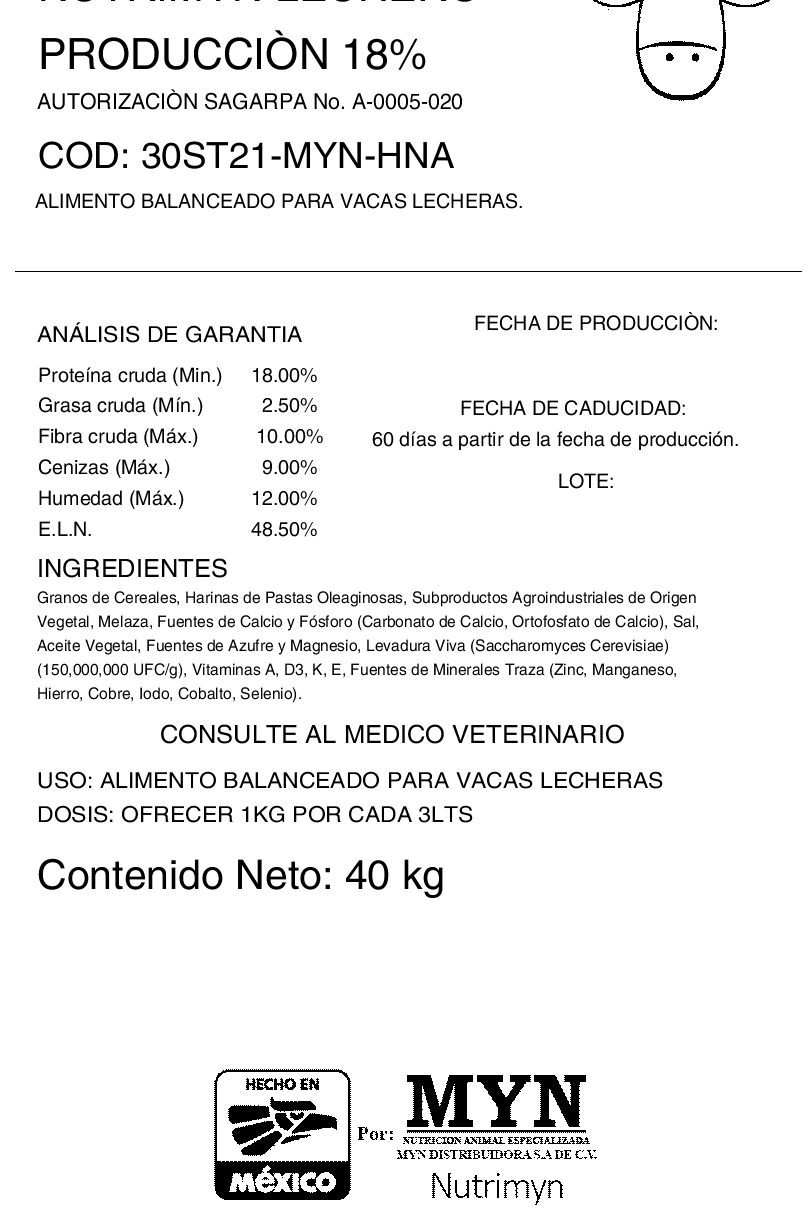 PRODUCCIÒN 18%
AUTORIZACIÒN SAGARPA No. A-0005-020
COD: 30ST21-MYN-HNA
ALIMENTO BALANCEADO PARA VACAS LECHERAS.
ANÁLISIS DE GARANTIA
Proteína cruda (Min.) 18.00%
Grasa cruda (Mín.) 2.50%
Fibra cruda (Máx.) 10.00%
Cenizas (Máx.) 9.00%
Humedad (Máx.) 12.00%
E.L.N. 48.50%
FECHA DE PRODUCCIÒN:
FECHA DE CADUCIDAD:
60 días a partir de la fecha de producción.
LOTE:
INGREDIENTES
Granos de Cereales, Harinas de Pastas Oleaginosas, Subproductos Agroindustriales de Origen
Vegetal, Melaza, Fuentes de Calcio y Fósforo (Carbonato de Calcio, Ortofosfato de Calcio), Sal,
Aceite Vegetal, Fuentes de Azufre y Magnesio, Levadura Viva (Saccharomyces Cerevisiae)
(150,000,000 UFC/g), Vitaminas A, D3, K, E, Fuentes de Minerales Traza (Zinc, Manganeso,
Hierro, Cobre, Iodo, Cobalto, Selenio).
CONSULTE AL MEDICO VETERINARIO
USO: ALIMENTO BALANCEADO PARA VACAS LECHERAS
DOSIS: OFRECER 1KG POR CADA 3LTS
Contenido Neto: 40 kg
HECHO EN
MéXICO
Por:
MYN
NUTRICION ANIMAL ESPECIALIZADA
MYN DISTRIBUIDORA S.A DE C.V.
Nutrimyn